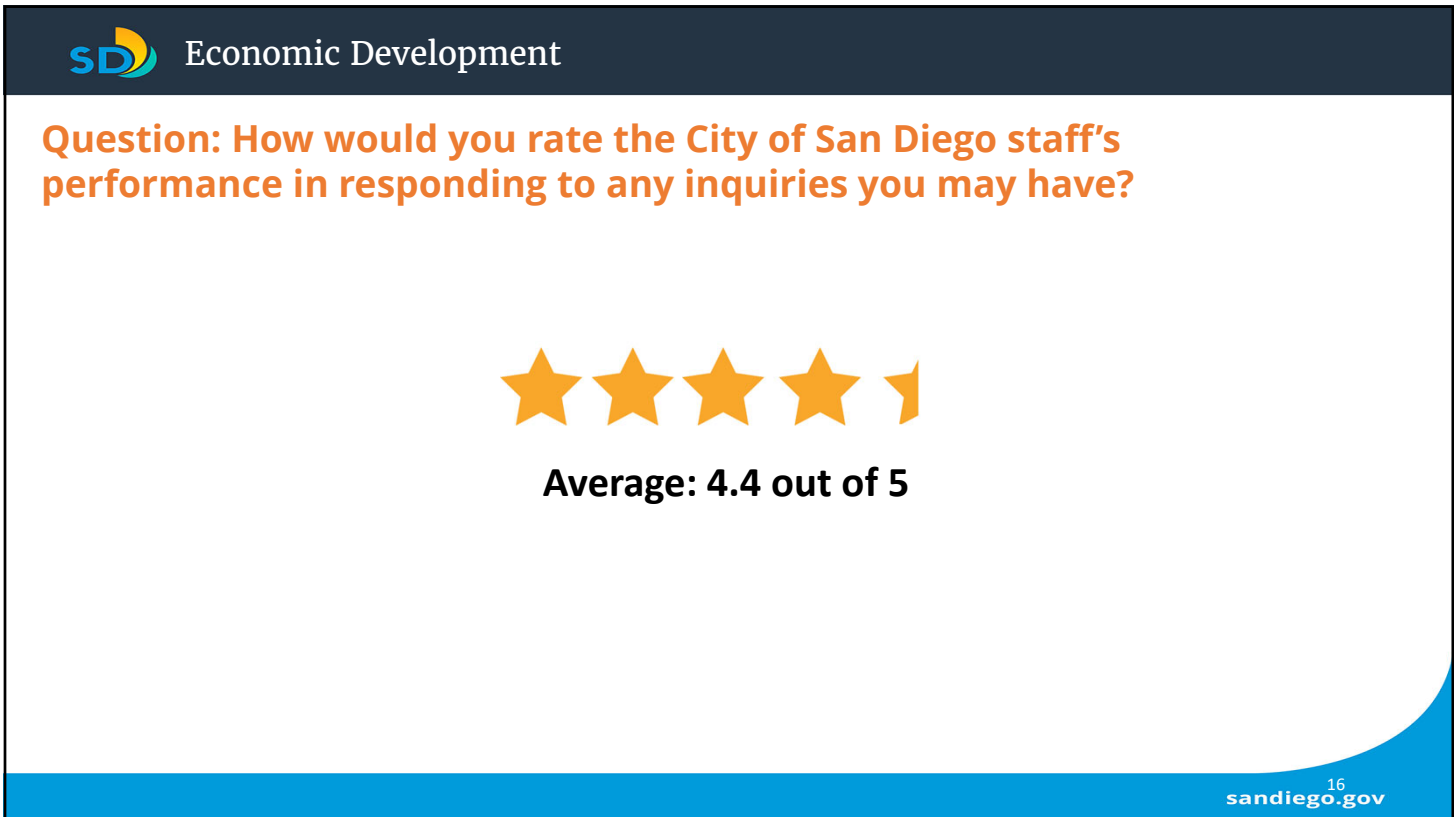 SD Economic Development
Question: How would you rate the City of San Diego staff’s
performance in responding to any inquiries you may have?
Average: 4.4 out of 5
16
sandiego.gov